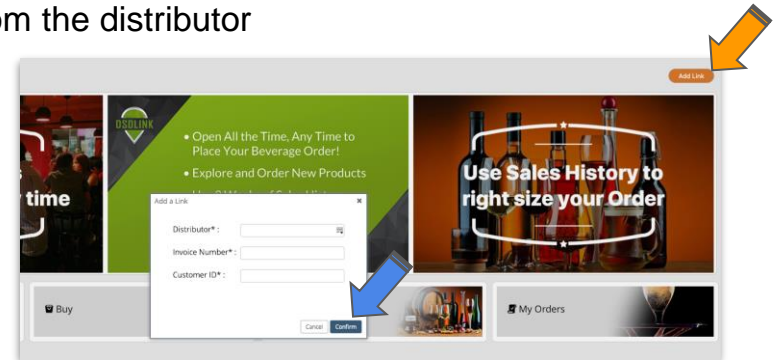 om the distributor
Add Link
time
DSDLINK
• Open All the Time, Any Time to
Place Your Beverage Order!
• Explore and Order New Products
Use Sales History to
right size your Order
Add a Link
Distributor* :
Invoice Number* :
Customer ID* :
Cancel
Confirm
Buy
My Orders